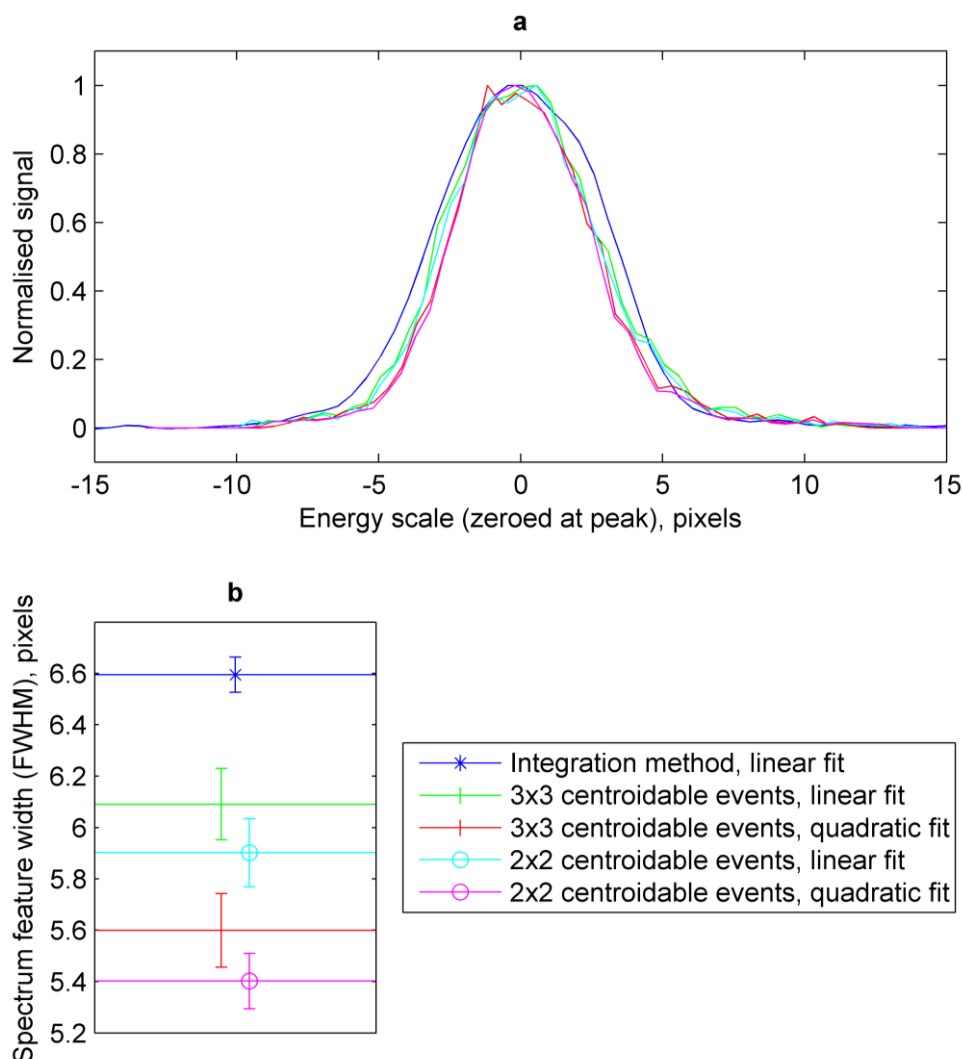 a
Normalised signal
1
0.8
0.6
0.4
0.2
0
-15 -10 -5 0 5 10 15
Energy scale (zeroed at peak), pixels
b
Spectrum feature width (FWHM), pixels
6.6
6.4
6.2
6
5.8
5.6
5.4
5.2
Integration method, linear fit
3x3 centroidable events, linear fit
3x3 centroidable events, quadratic fit
2x2 centroidable events, linear fit
2x2 centroidable events, quadratic fit